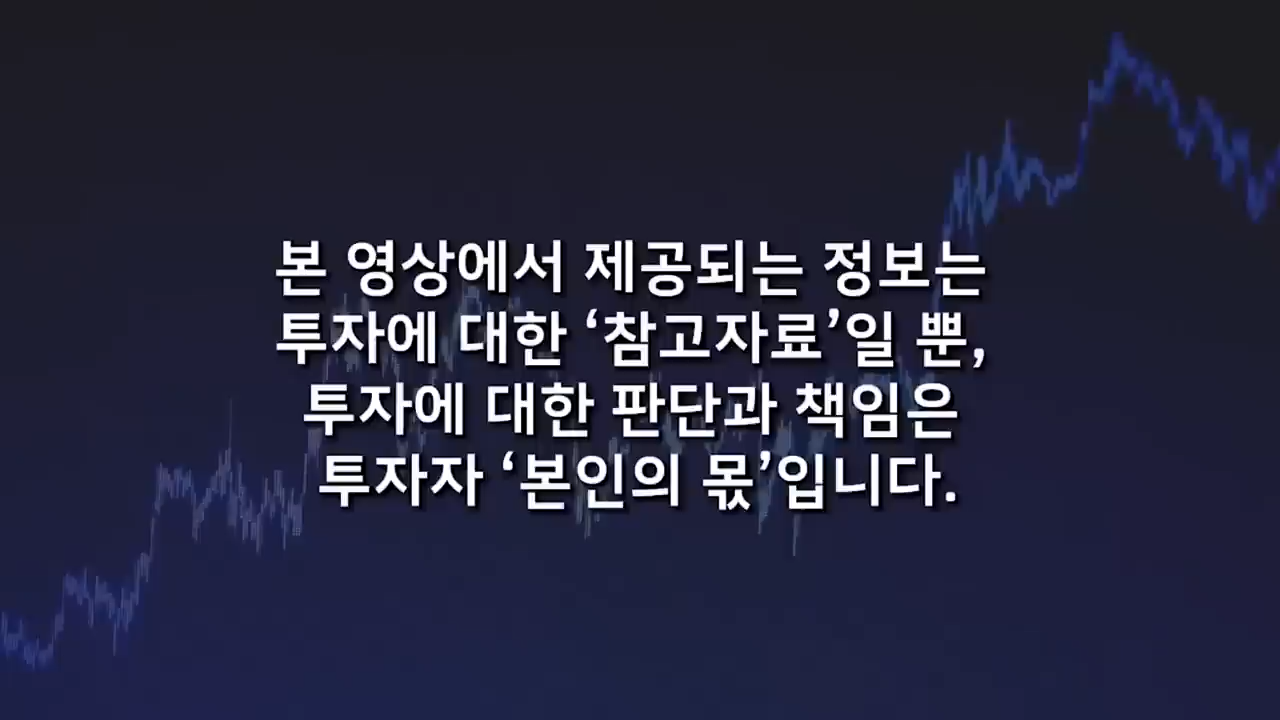 본 영상에서 제공되는 정보는
투자에 대한 ‘참고자료’일 뿐,
투자에 대한 판단과 책임은
투자자 ‘본인의 몫’입니다.